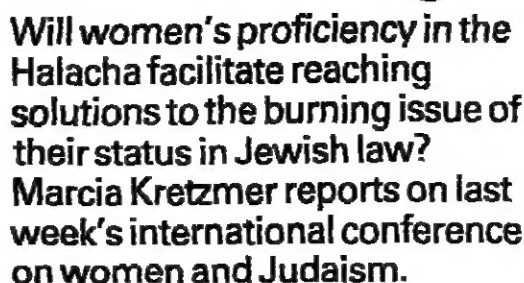 Will women's proficiency in the
Halacha facilitate reaching
solutions to the burning issue of
their status in Jewish law?
Marcia Kretzmer reports on last
week's international conference
on women and Judaism.